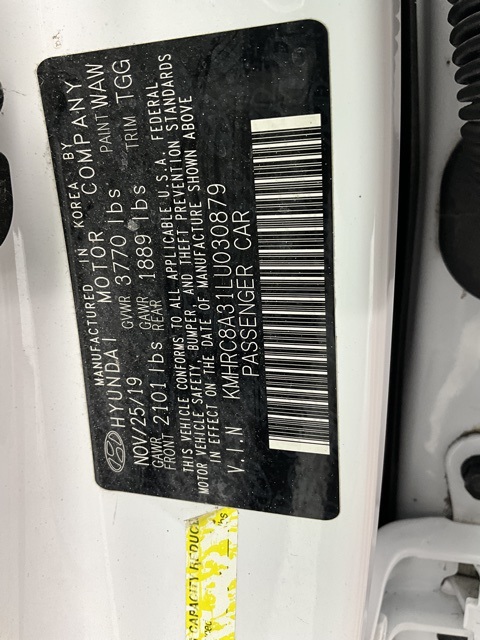 MANUFACTURED IN KOREA BY
HYUNDAI MOTOR COMPANY
NOV/25/19 GVWR 3770 lbs PAINT WAW
GAWR FRONT 2101 lbs GAWR REAR 1889 lbs TRIM TGG
THIS VEHICLE CONFORMS TO ALL APPLICABLE U.S.A. FEDERAL
MOTOR VEHICLE SAFETY, BUMPER, AND THEFT PREVENTION STANDARDS
IN EFFECT ON THE DATE OF MANUFACTURE SHOWN ABOVE
V.I.N KMHRC8A31LU030879
PASSENGER CAR
CAPACITY REDUCE